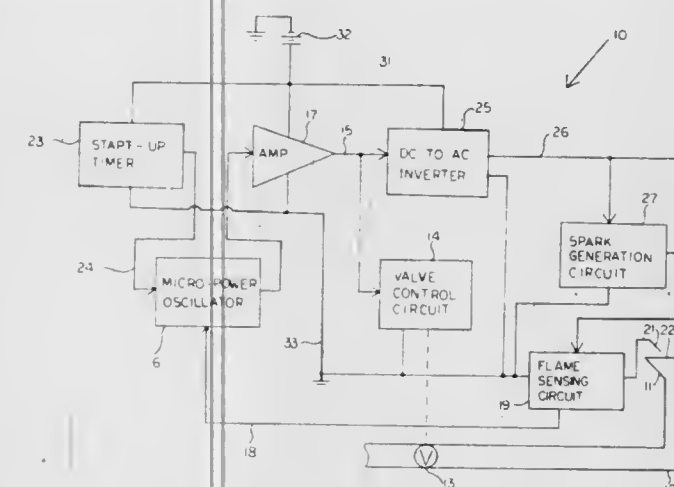 32
10
31
17
25
23
START-UP
TIMER
AMP
15
DC TO AC
INVERTER
26
27
14
SPARK
GENERATION
CIRCUIT
24
MICRO-POWER
OSCILLATOR
VALVE
CONTROL
CIRCUIT
6
33
21
22
FLAME
SENSING
CIRCUIT
19
11
18
V
13